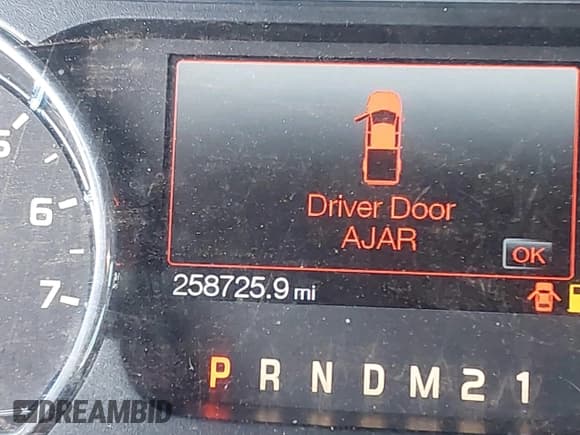 5
6
7
Driver Door
AJAR
OK
258725.9 mi
P R N D M 2 1
DREAMBID